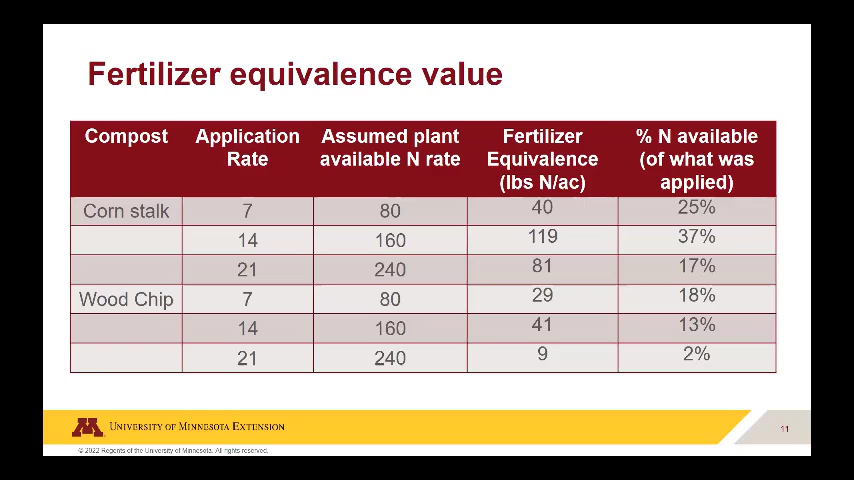 Fertilizer equivalence value
Compost Application Rate Assumed plant available N rate Fertilizer Equivalence (lbs N/ac) % N available (of what was applied)
Corn stalk 7 80 40 25%
14 160 119 37%
21 240 81 17%
Wood Chip 7 80 29 18%
14 160 41 13%
21 240 9 2%
M University of Minnesota Extension
11
© 2022 Regents of the University of Minnesota. All rights reserved.